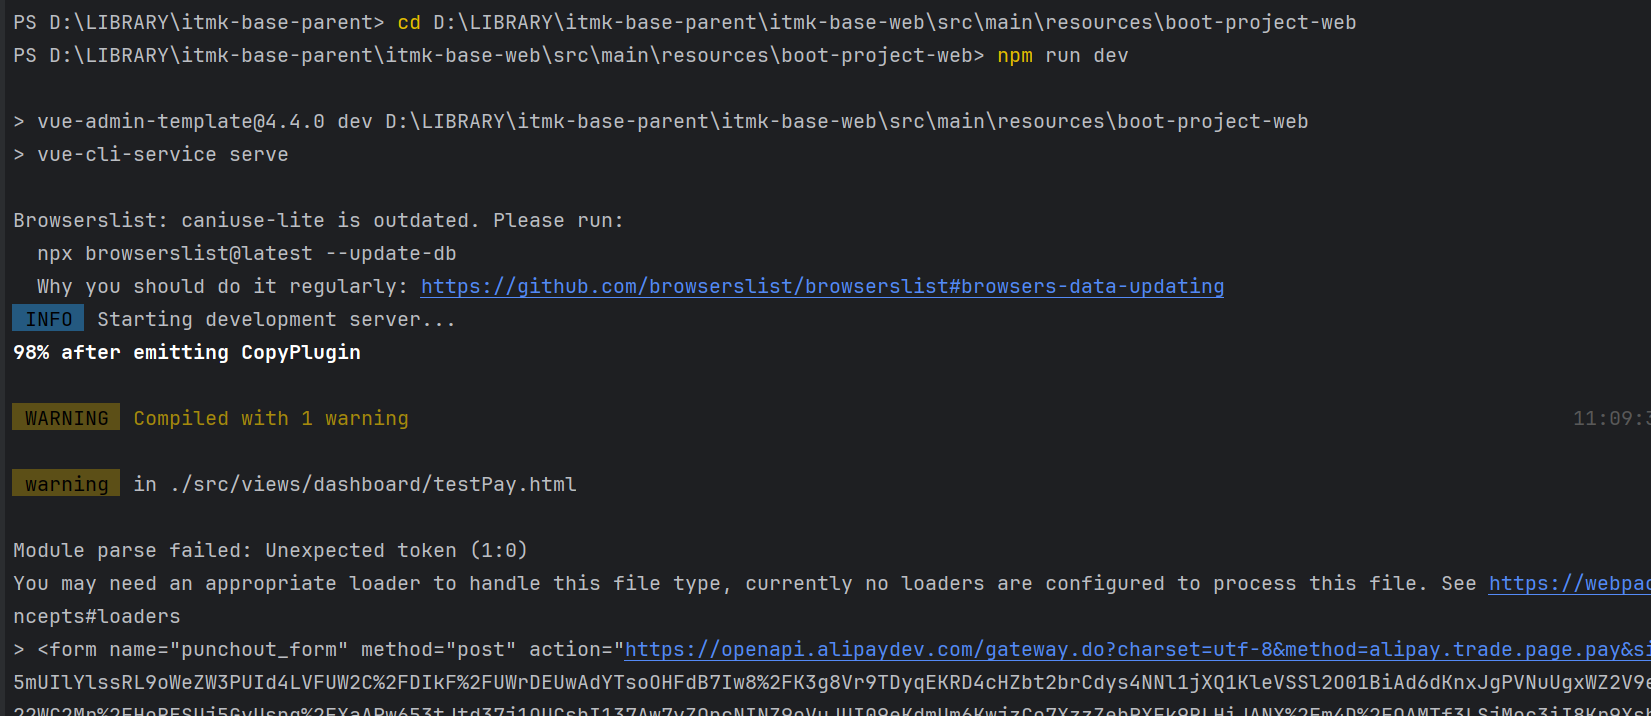 PS D:\LIBRARY\itmk-base-parent> cd D:\LIBRARY\itmk-base-parent\itmk-base-web\src\main\resources\boot-project-web
PS D:\LIBRARY\itmk-base-parent\itmk-base-web\src\main\resources\boot-project-web> npm run dev
> vue-admin-template@4.4.0 dev D:\LIBRARY\itmk-base-parent\itmk-base-web\src\main\resources\boot-project-web
> vue-cli-service serve
Browserslist: caniuse-lite is outdated. Please run:
npx browserslist@latest --update-db
Why you should do it regularly: https://github.com/browserslist/browserslist#browsers-data-updating
INFO Starting development server...
98% after emitting CopyPlugin
WARNING Compiled with 1 warning 11:09:3
warning in ./src/views/dashboard/testPay.html
Module parse failed: Unexpected token (1:0)
You may need an appropriate loader to handle this file type, currently no loaders are configured to process this file. See https://webpac
ncepts#loaders
> <form name="punchout_form" method="post" action="https://openapi.alipaydev.com/gateway.do?charset=utf-8&method=alipay.trade.page.pay&si
5mUIlYlssRL9oWeZW3PUId4LVFUW2C%2FDIkF%2FUWrDEUwAdYTsoOHFdB7Iw8%2FK3g8Vr9TDyqEKRD4cHZbt2brCdys4NNl1jXQ1KleVSSl2O01BiAd6dKnxJgPVNuUgxWZ2V9e